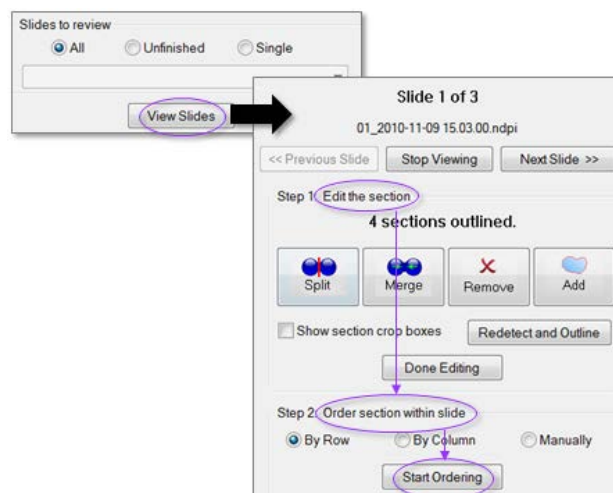 Slides to review
All Unfinished Single
View Slides
Slide 1 of 3
01_2010-11-09 15.03.00.ndpi
<< Previous Slide Stop Viewing Next Slide >>
Step 1: Edit the section
4 sections outlined.
Split Merge Remove Add
Show section crop boxes Redetect and Outline
Done Editing
Step 2: Order section within slide
By Row By Column Manually
Start Ordering